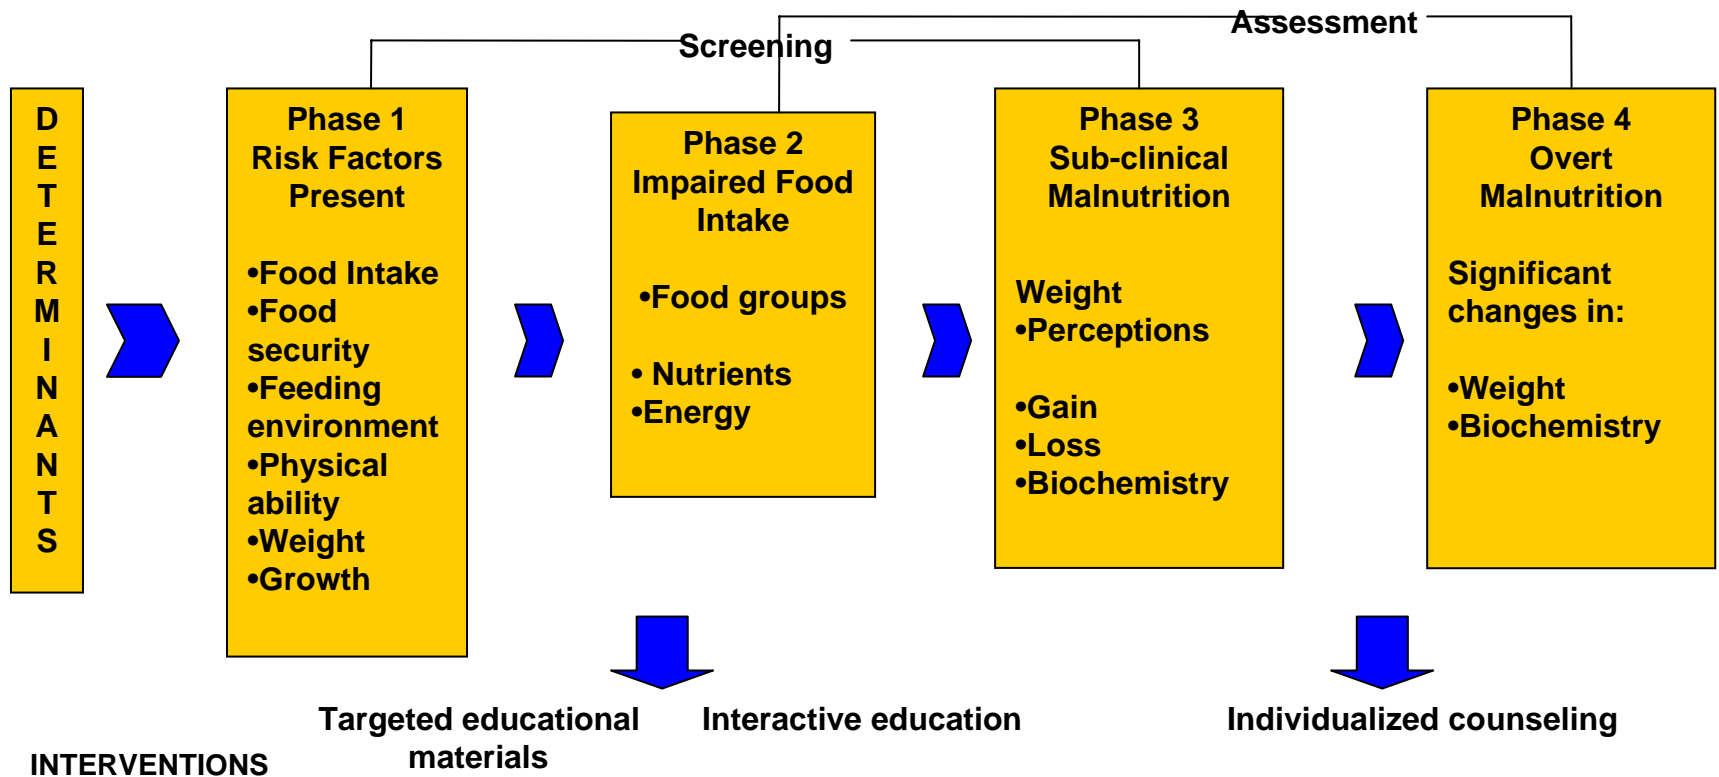 Assessment
Screening
D
E
T
E
R
M
I
N
A
N
T
S
Phase 1
Risk Factors
Present
•Food Intake
•Food
security
•Feeding
environment
•Physical
ability
•Weight
•Growth
Phase 2
Impaired Food
Intake
•Food groups
• Nutrients
•Energy
Phase 3
Sub-clinical
Malnutrition
Weight
•Perceptions
•Gain
•Loss
•Biochemistry
Phase 4
Overt
Malnutrition
Significant
changes in:
•Weight
•Biochemistry
Targeted educational
materials
Interactive education
Individualized counseling
INTERVENTIONS